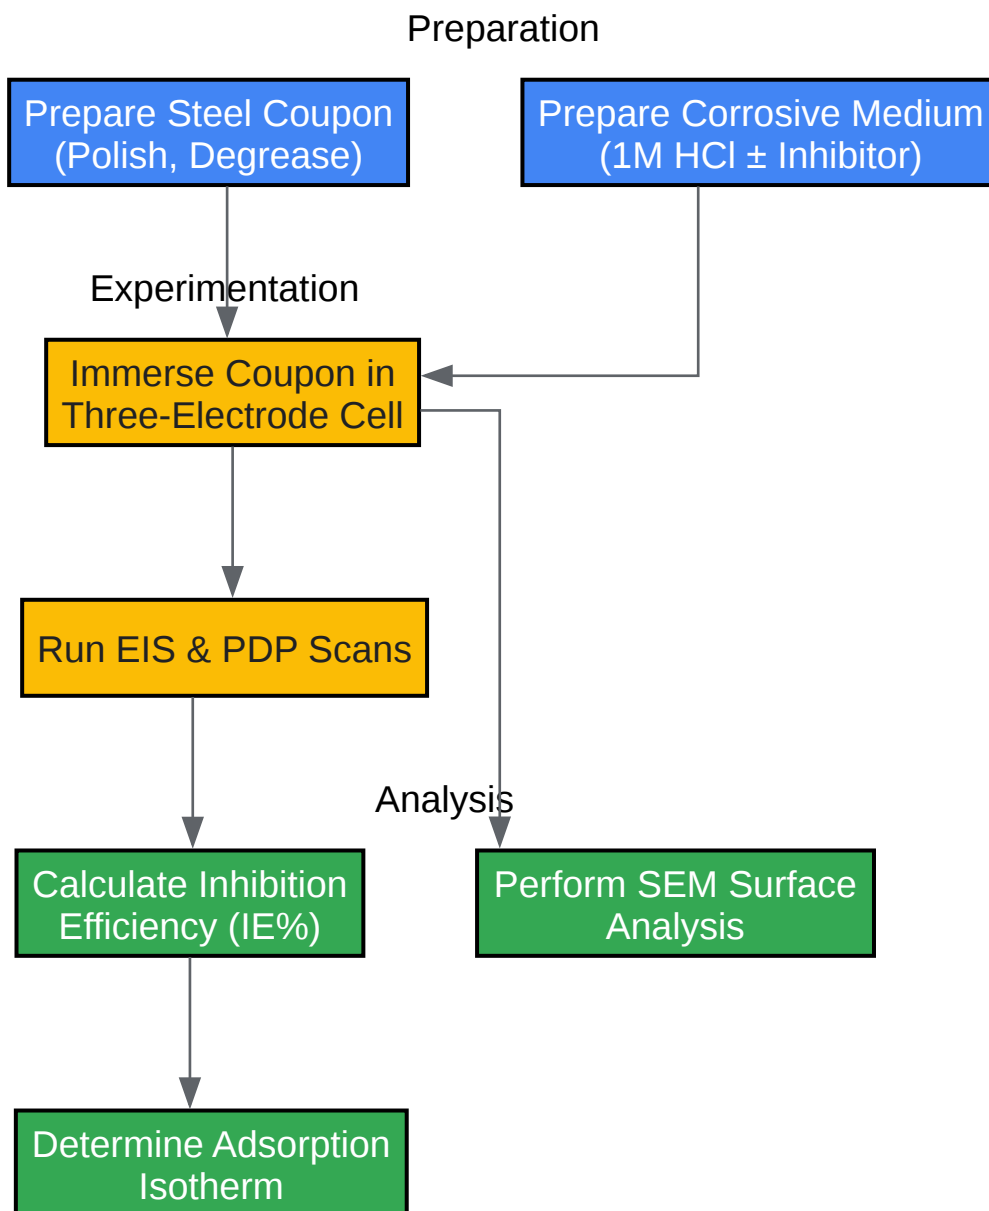 Preparation
Prepare Steel Coupon
(Polish, Degrease)
Prepare Corrosive Medium
(1M HCl ± Inhibitor)
Experimentation
Immerse Coupon in
Three-Electrode Cell
Run EIS & PDP Scans
Analysis
Calculate Inhibition
Efficiency (IE%)
Perform SEM Surface
Analysis
Determine Adsorption
Isotherm